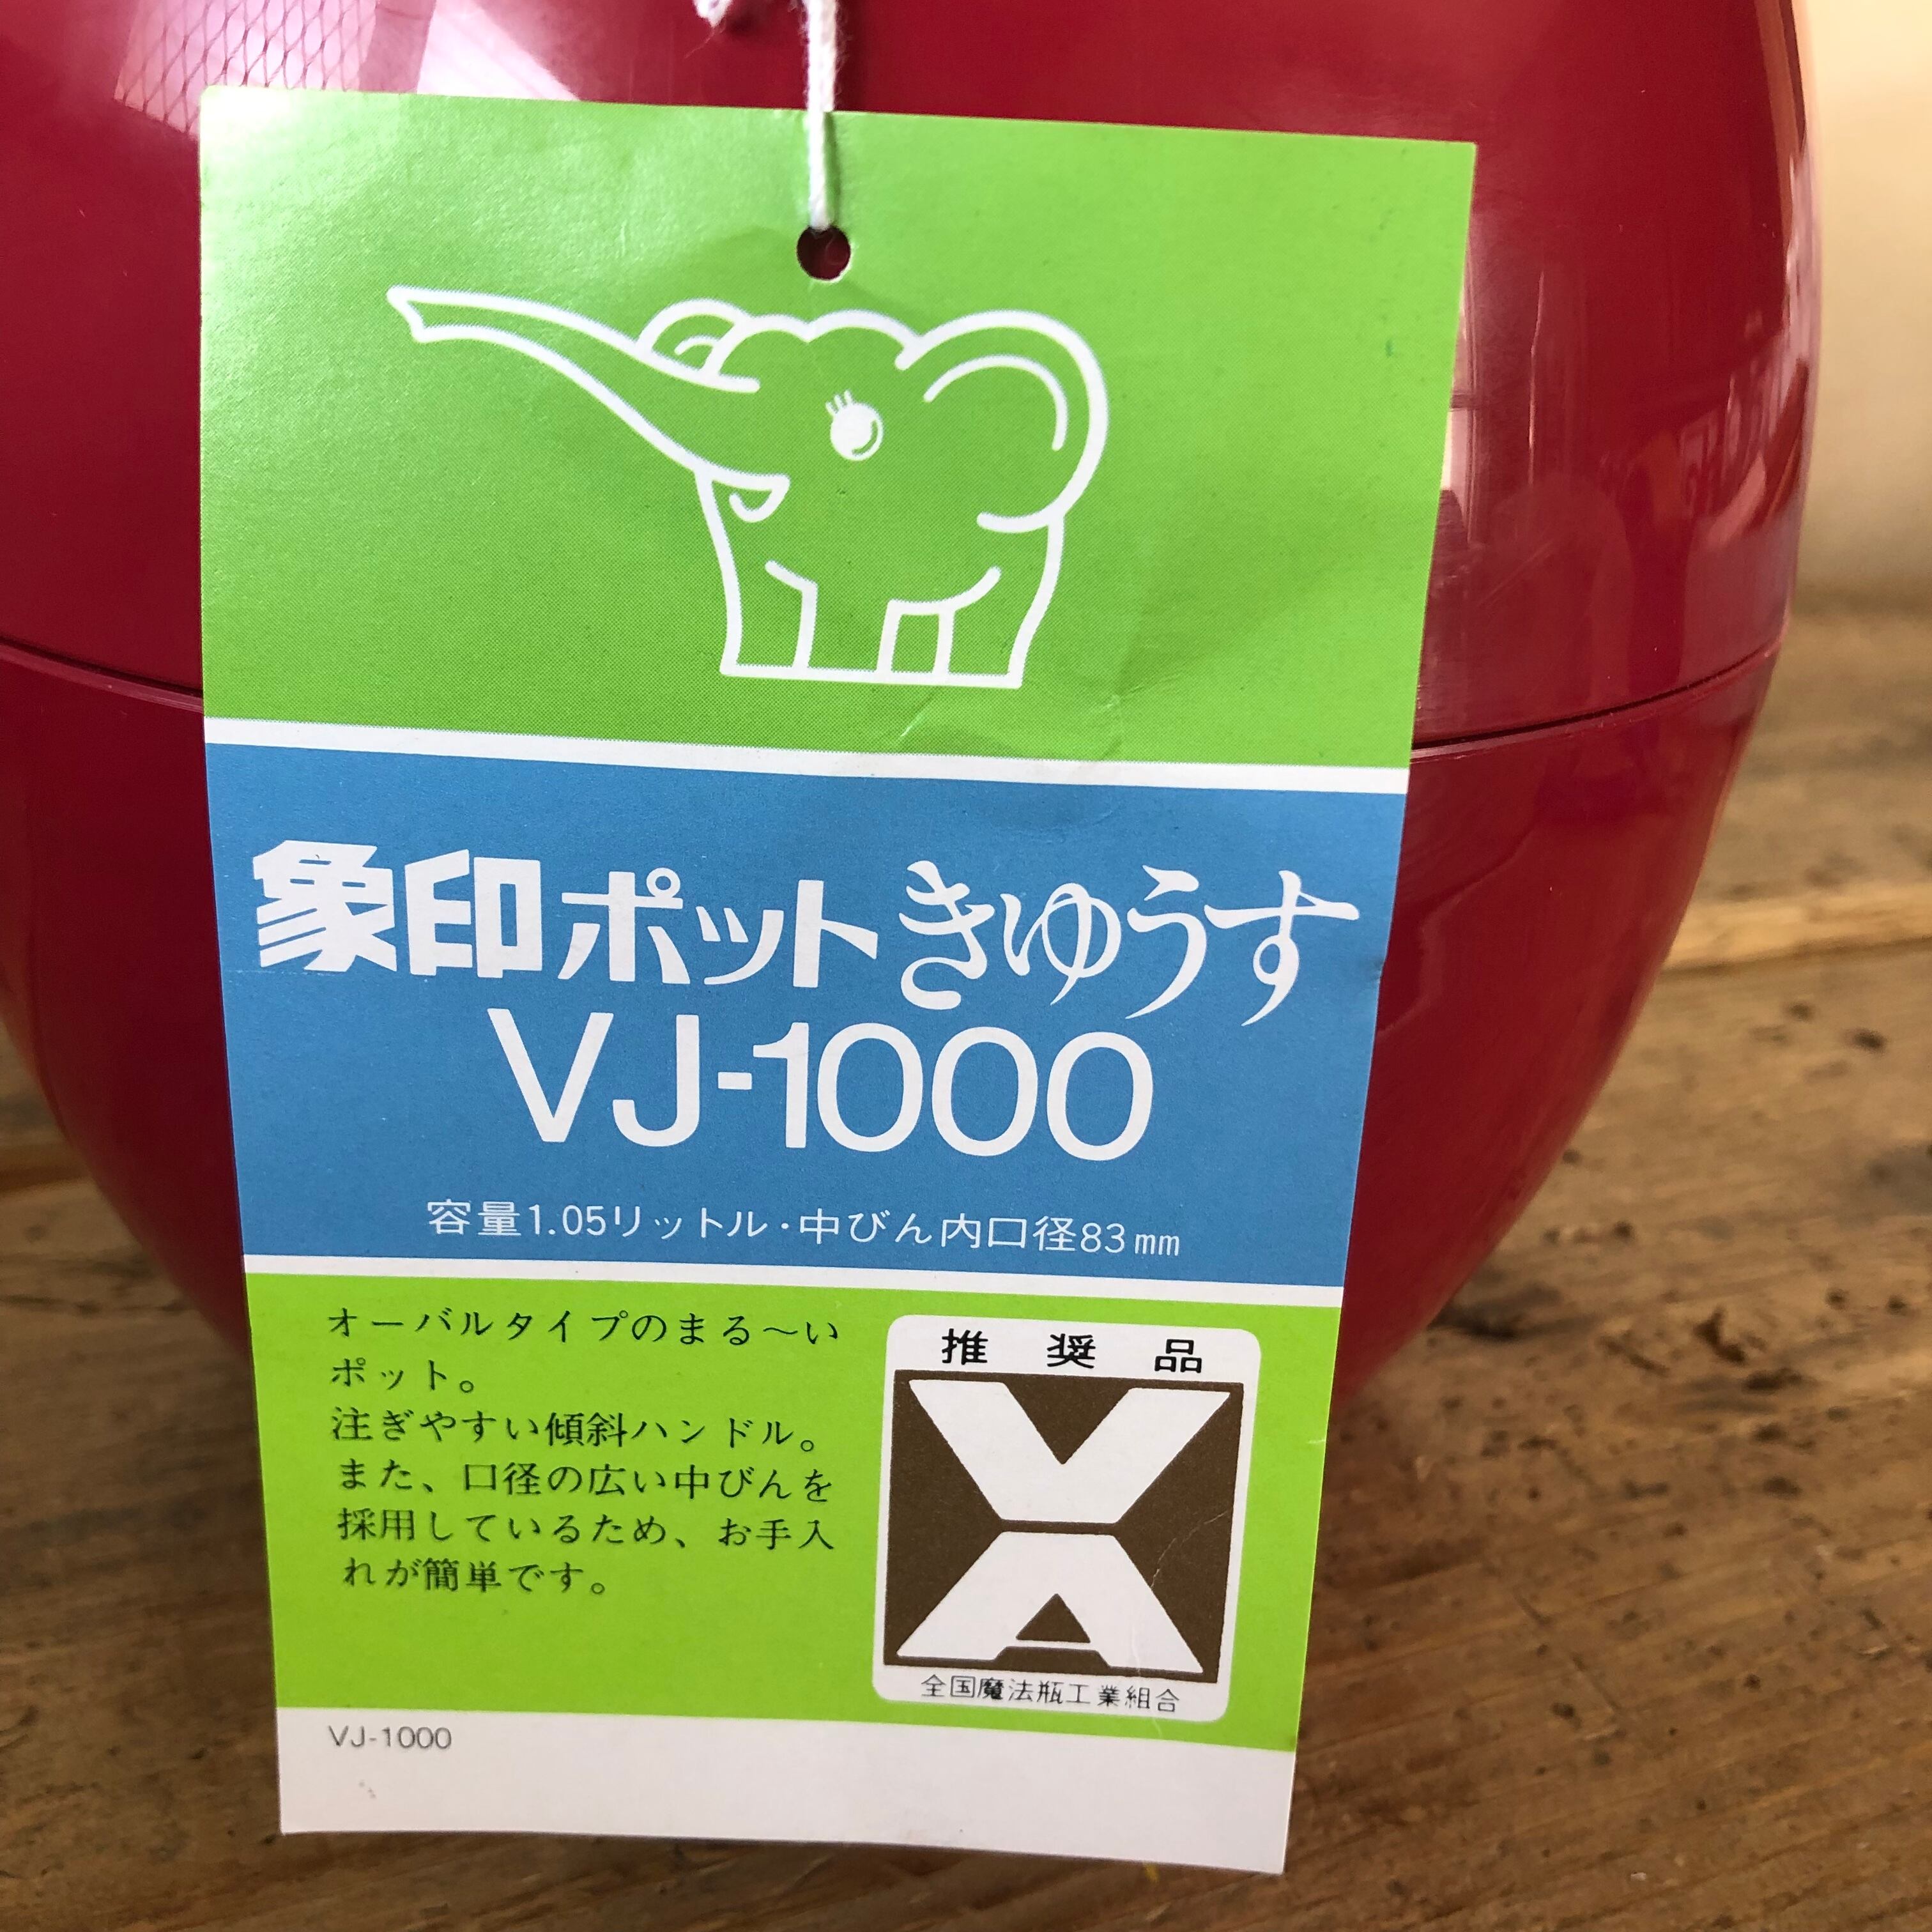 象印ポットきゆうす
VJ-1000
容量1.05リットル・中びん内口径83mm
オーバルタイプのまる〜い
ポット。
注ぎやすい傾斜ハンドル。
また、口径の広い中びんを
採用しているため、お手入
れが簡単です。
推奨品
VA
全国魔法瓶工業組合
VJ-1000